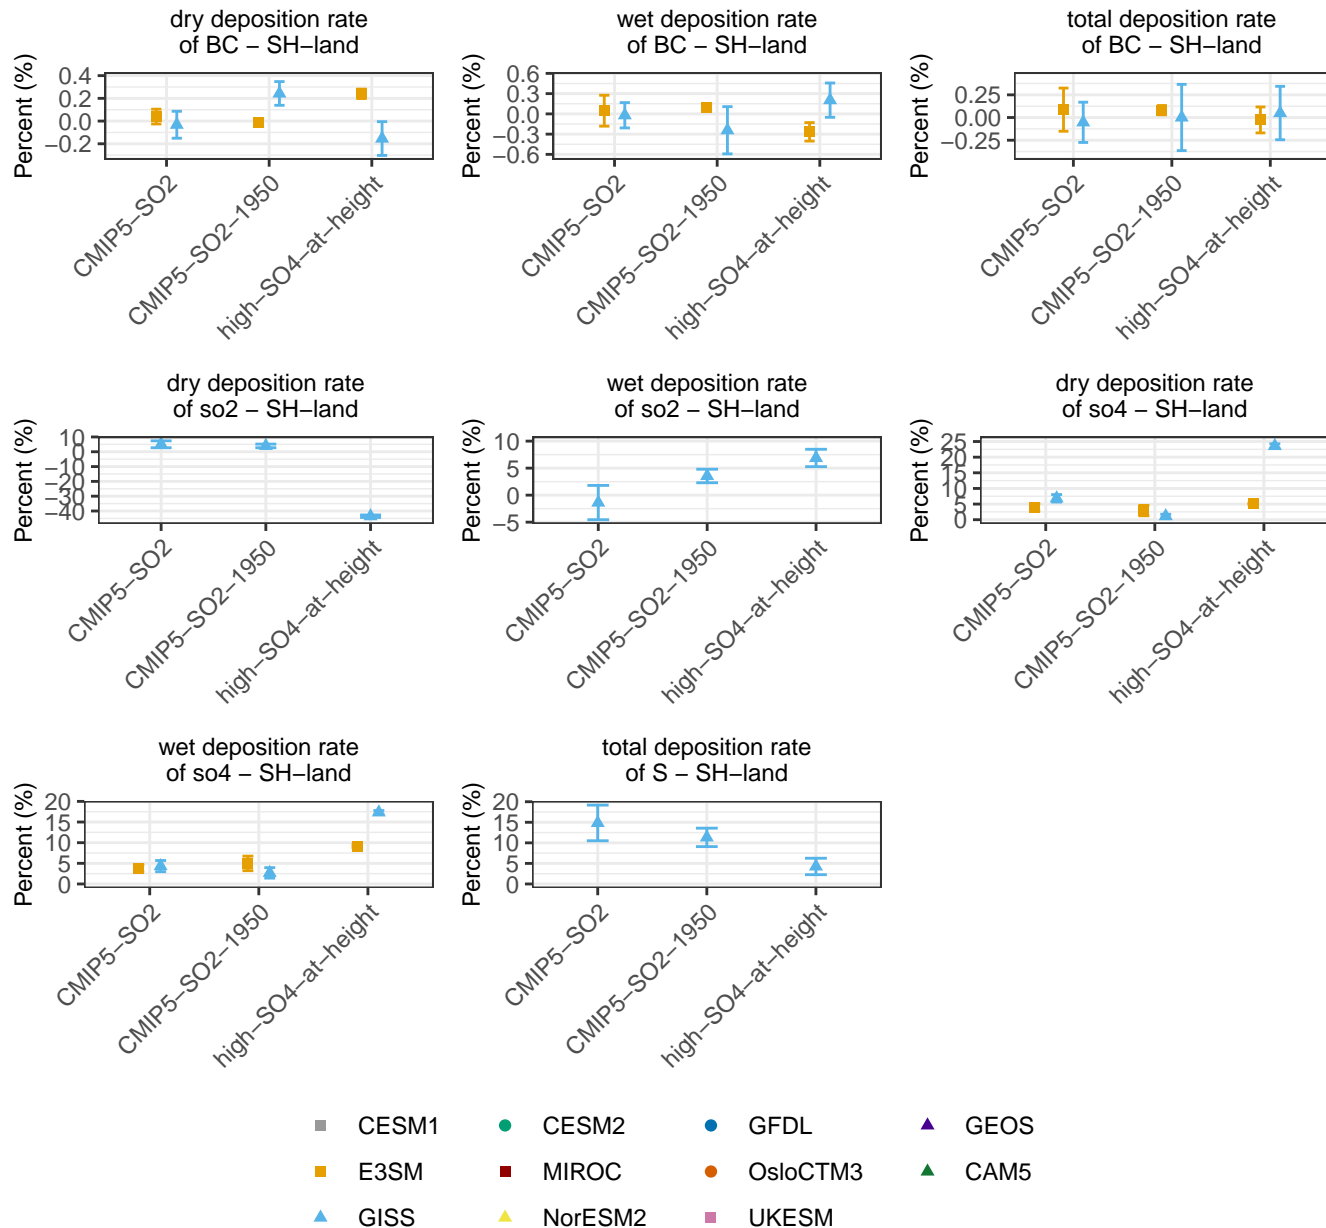 dry deposition rate
of BC − SH−land
wet deposition rate
of BC − SH−land
total deposition rate
of BC − SH−land
Percent (%)
0.4
0.2
0.0
−0.2
CMIP5−SO2
CMIP5−SO2−1950
high−SO4−at−height
Percent (%)
0.6
0.3
0.0
−0.3
−0.6
CMIP5−SO2
CMIP5−SO2−1950
high−SO4−at−height
Percent (%)
0.25
0.00
−0.25
CMIP5−SO2
CMIP5−SO2−1950
high−SO4−at−height
dry deposition rate
of so2 − SH−land
wet deposition rate
of so2 − SH−land
dry deposition rate
of so4 − SH−land
Percent (%)
10
0
−10
−20
−30
−40
CMIP5−SO2
CMIP5−SO2−1950
high−SO4−at−height
Percent (%)
10
5
0
−5
CMIP5−SO2
CMIP5−SO2−1950
high−SO4−at−height
Percent (%)
25
20
15
10
5
0
CMIP5−SO2
CMIP5−SO2−1950
high−SO4−at−height
wet deposition rate
of so4 − SH−land
total deposition rate
of S − SH−land
Percent (%)
20
15
10
5
0
CMIP5−SO2
CMIP5−SO2−1950
high−SO4−at−height
Percent (%)
20
15
10
5
0
CMIP5−SO2
CMIP5−SO2−1950
high−SO4−at−height
CESM1
CESM2
GFDL
GEOS
E3SM
MIROC
OsloCTM3
CAM5
GISS
NorESM2
UKESM